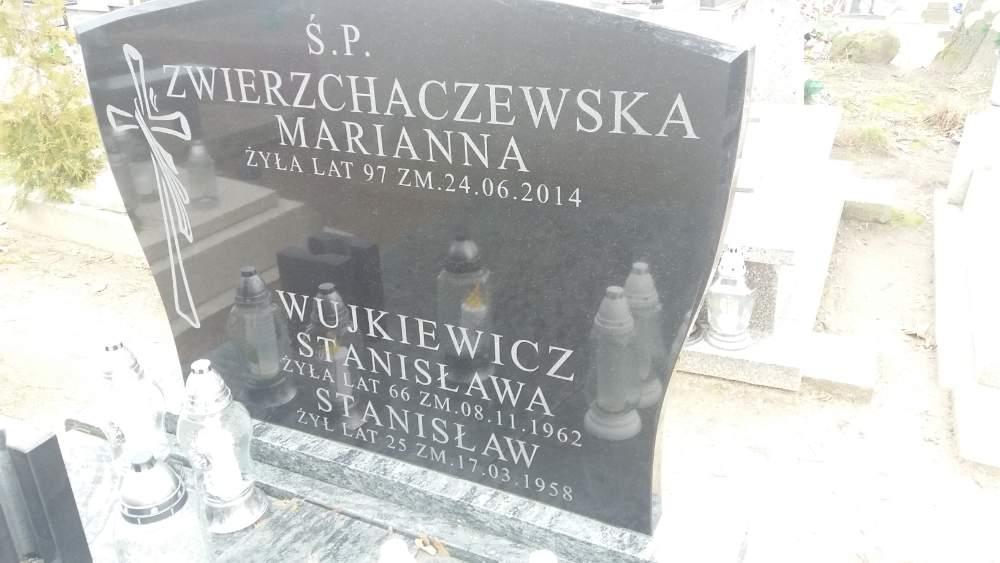 Ś.P.
ZWIERZCHACZEWSKA
MARIANNA
ŻYŁA LAT 97 ZM.24.06.2014
WUJKIEWICZ
STANISŁAWA
ŻYŁA LAT 66 ZM.08.11.1962
STANISŁAW
ŻYŁ LAT 25 ZM.17.03.1958